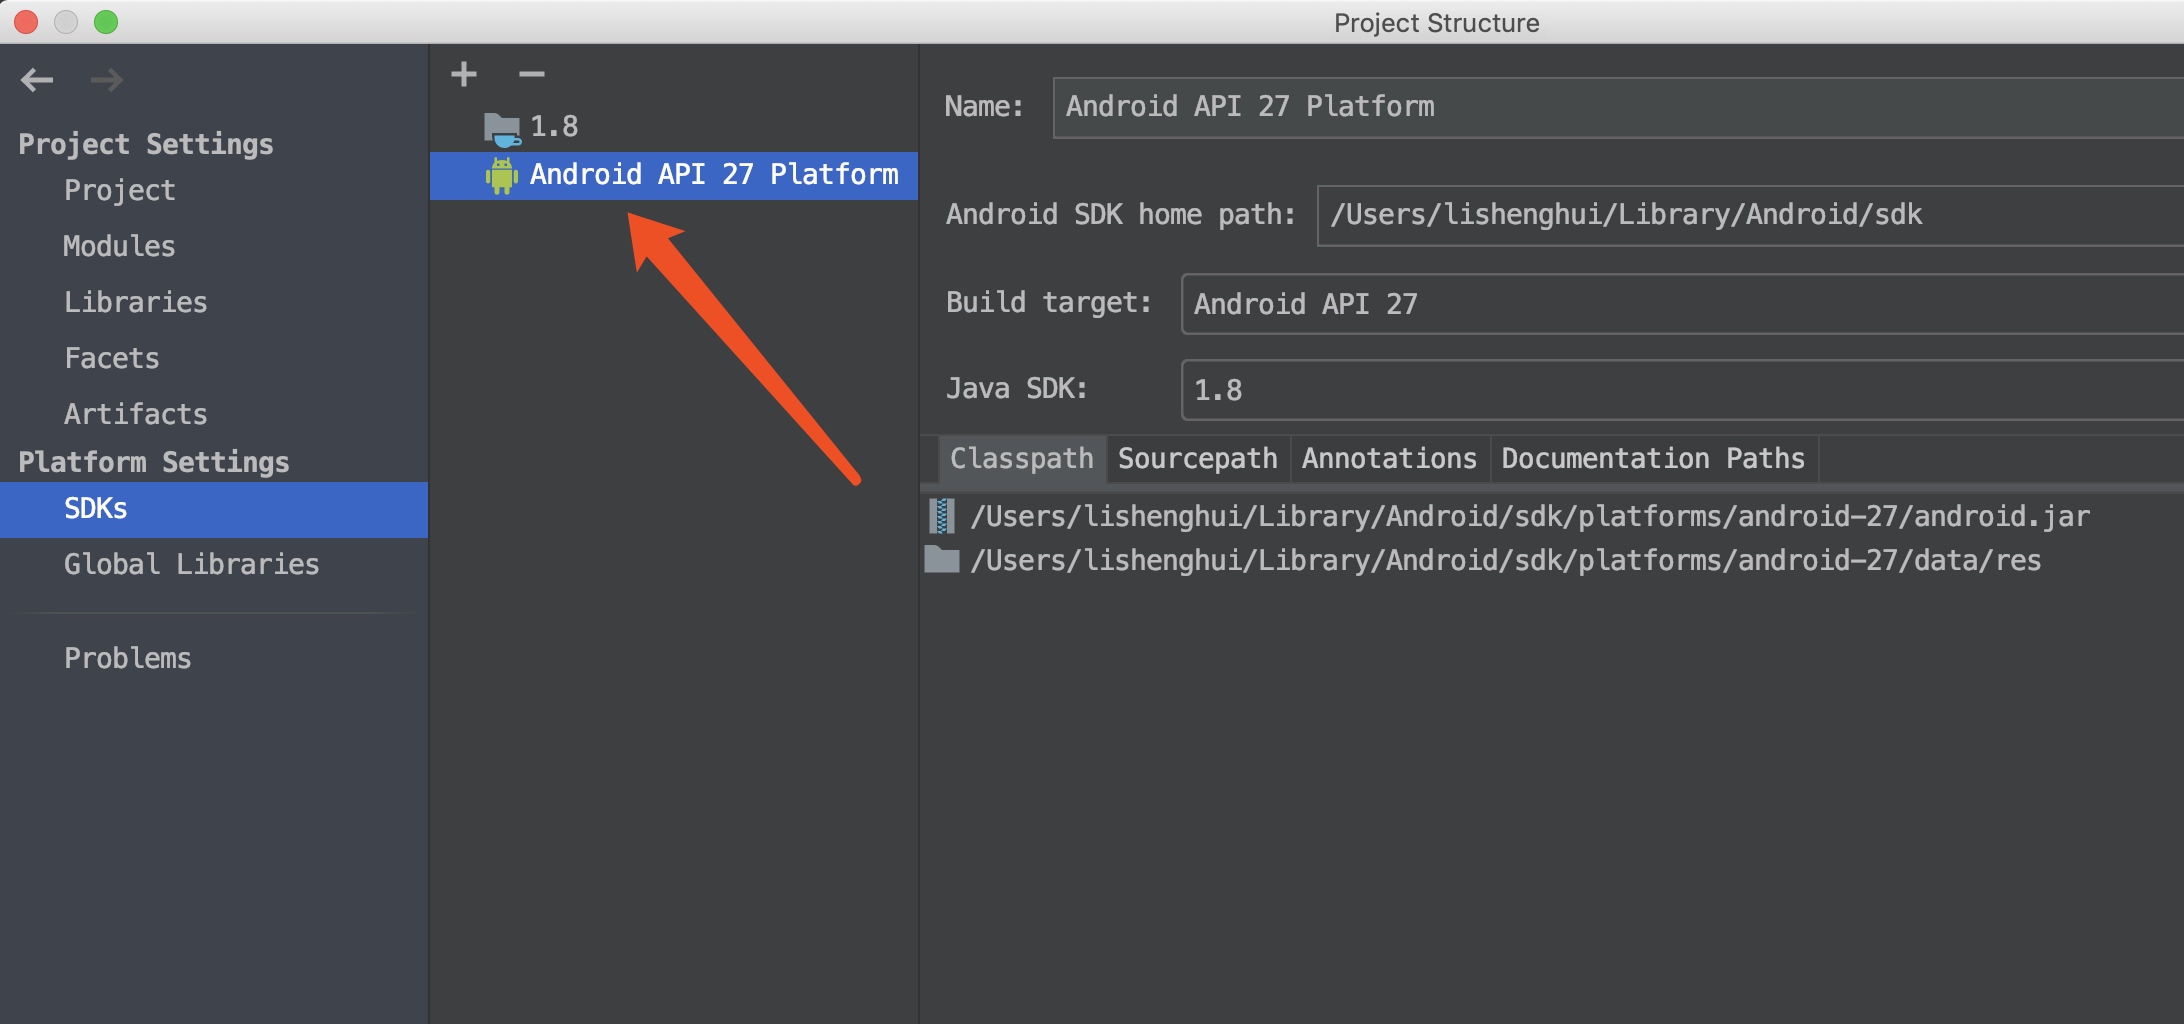 Project Structure
Project Settings
Project
Modules
Libraries
Facets
Artifacts
Platform Settings
SDKs
Global Libraries
Problems
1.8
Android API 27 Platform
Name: Android API 27 Platform
Android SDK home path: /Users/lishenghui/Library/Android/sdk
Build target: Android API 27
Java SDK: 1.8
Classpath Sourcepath Annotations Documentation Paths
/Users/lishenghui/Library/Android/sdk/platforms/android-27/android.jar
/Users/lishenghui/Library/Android/sdk/platforms/android-27/data/res